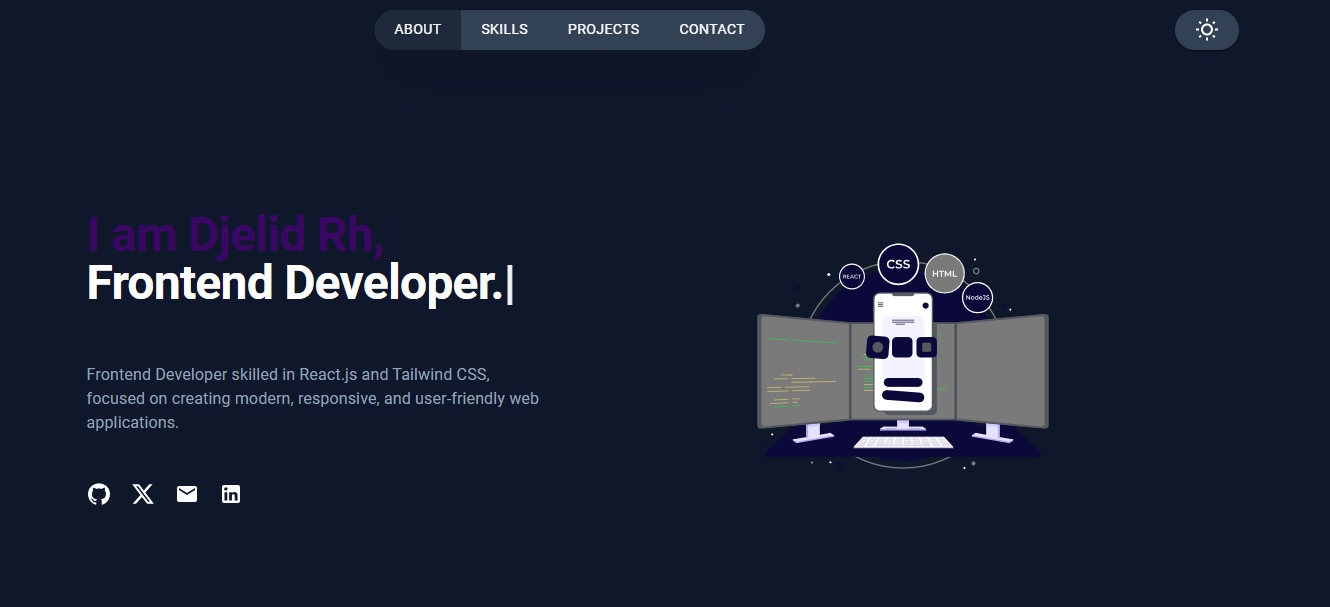 ABOUT
SKILLS
PROJECTS
CONTACT
I am Djelid Rh,
Frontend Developer.|
Frontend Developer skilled in React.js and Tailwind CSS,
focused on creating modern, responsive, and user-friendly web
applications.
CSS
REACT
HTML
NodeJS